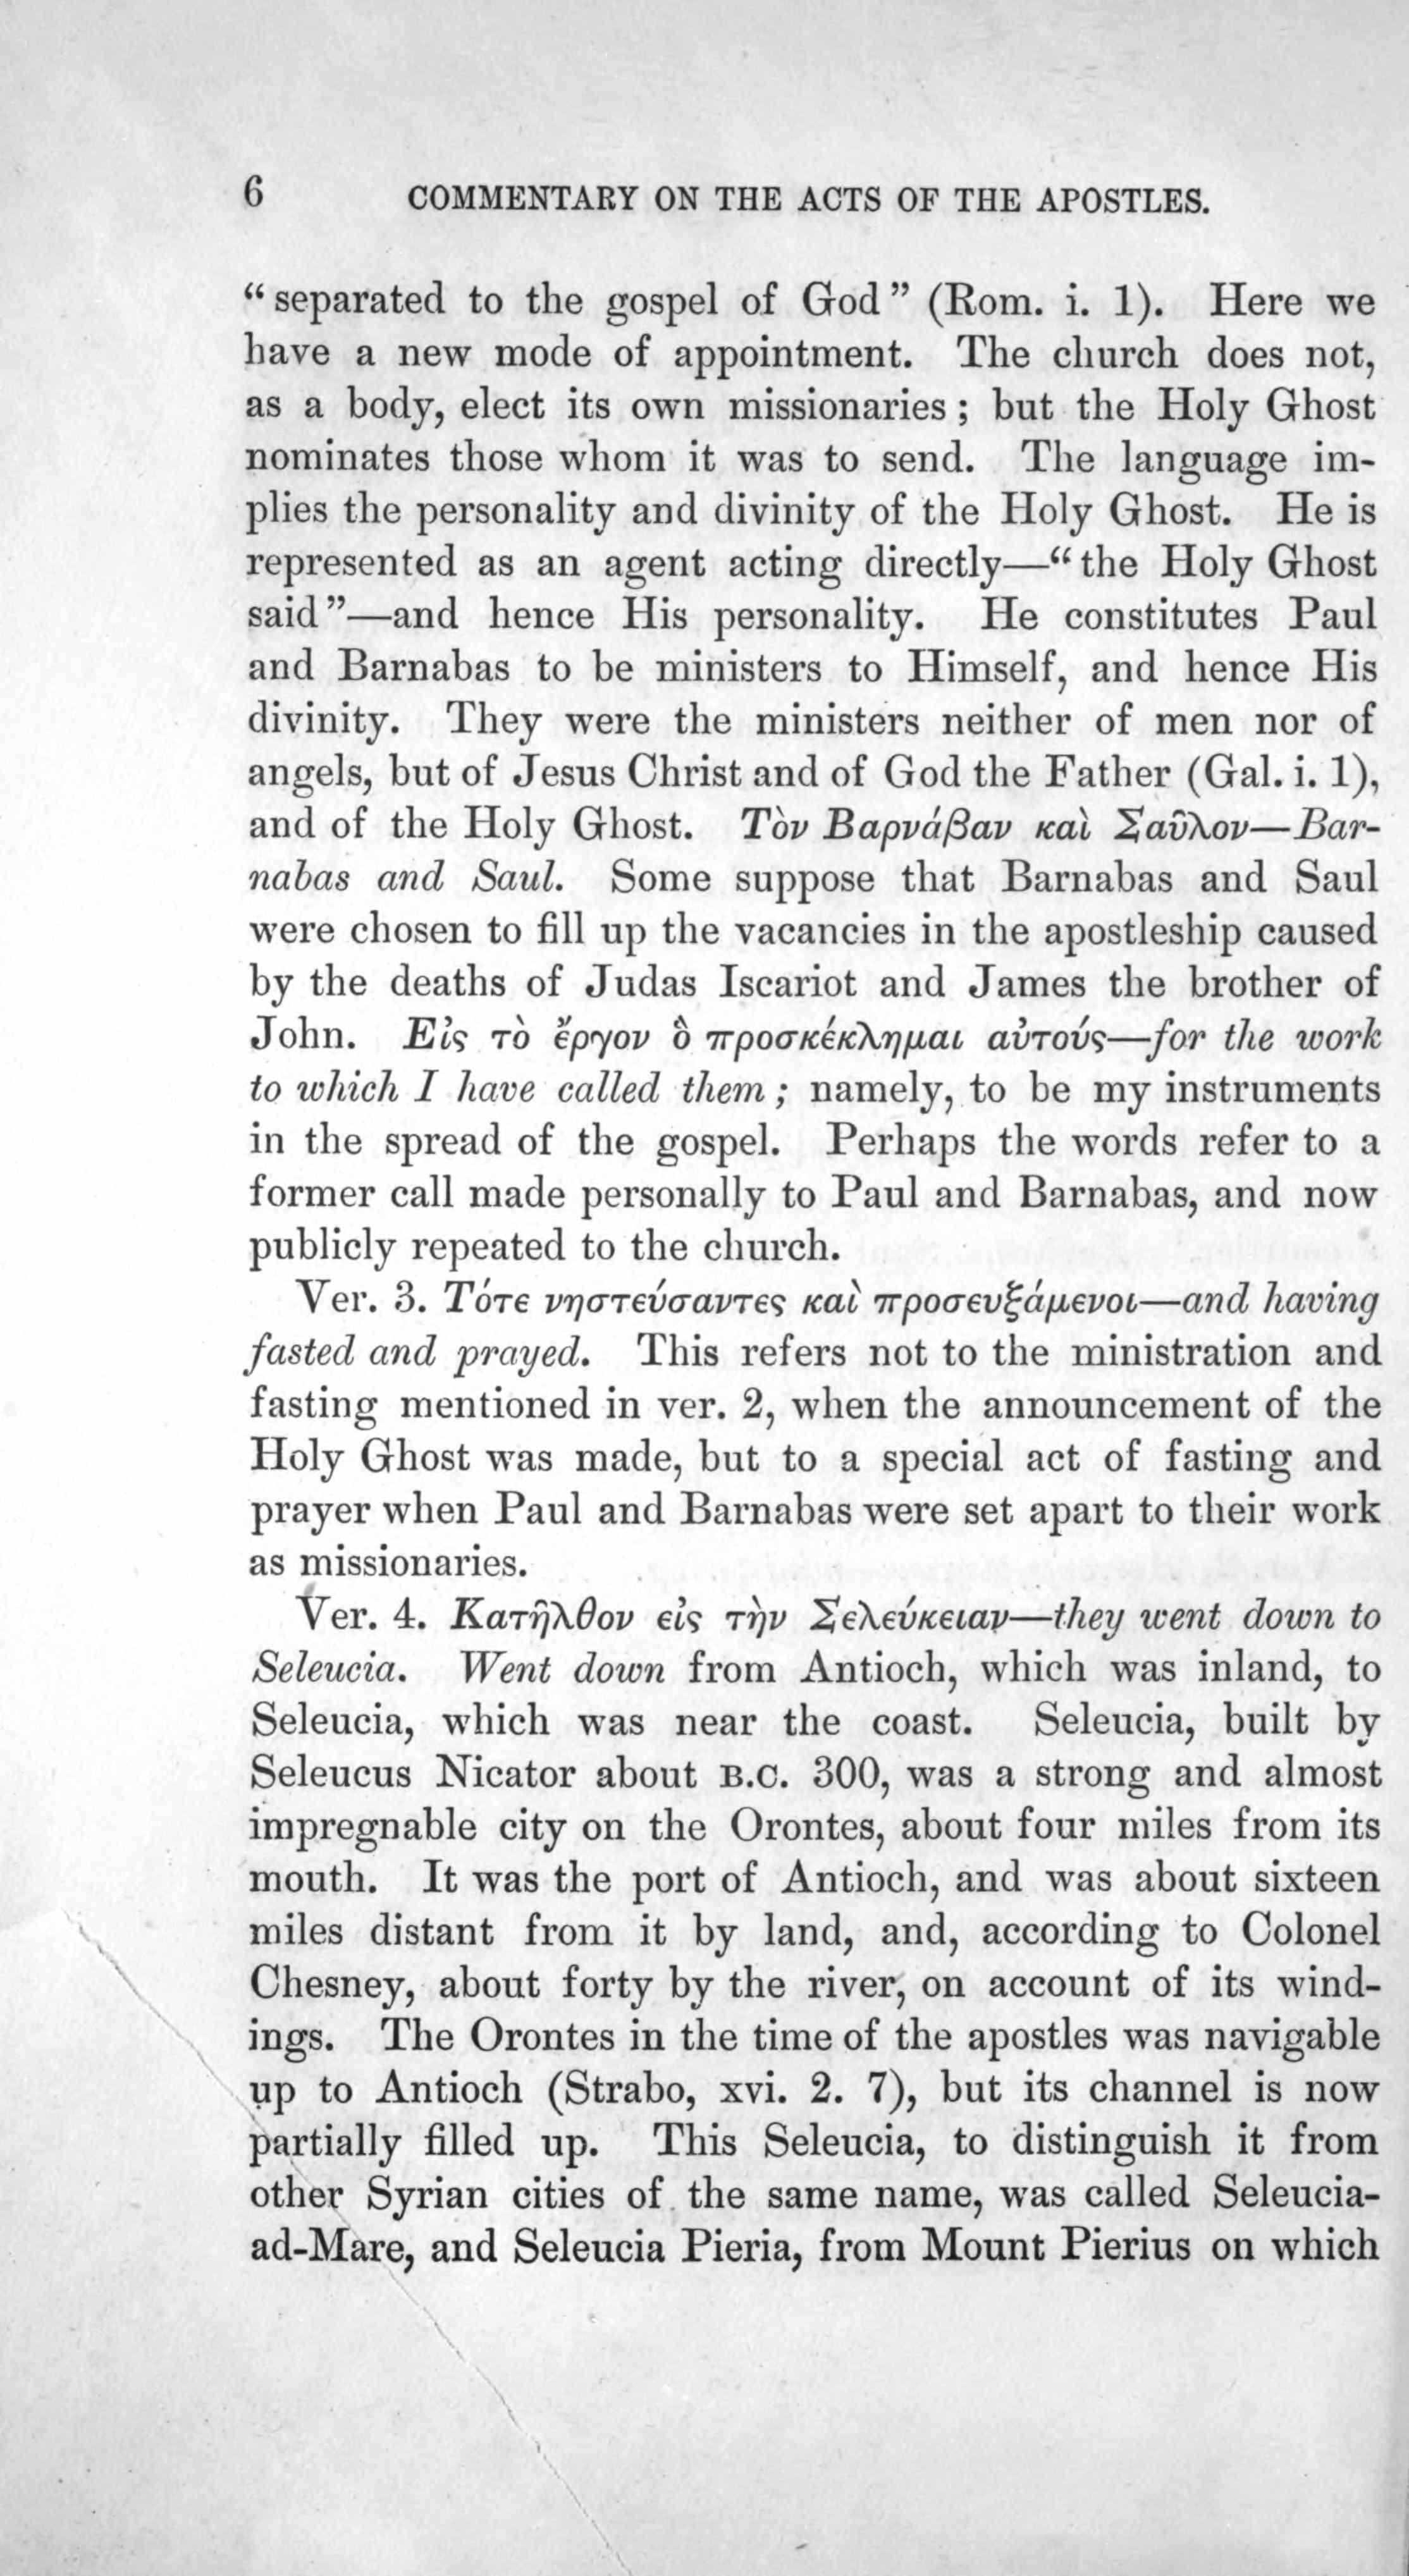 6 COMMENTARY ON THE ACTS OF THE APOSTLES.
“separated to the gospel of God” (Rom. i. 1). Here we
have a new mode of appointment. The church does not,
as a body, elect its own missionaries; but the Holy Ghost
nominates those whom it was to send. The language im-
plies the personality and divinity of the Holy Ghost. He is
represented as an agent acting directly—“the Holy Ghost
said”—and hence His personality. He constitutes Paul
and Barnabas to be ministers to Himself, and hence His
divinity. They were the ministers neither of men nor of
angels, but of Jesus Christ and of God the Father (Gal. i. 1),
and of the Holy Ghost. Τὸν Βαρνάβαν καὶ Σαῦλον—Bar-
nabas and Saul. Some suppose that Barnabas and Saul
were chosen to fill up the vacancies in the apostleship caused
by the deaths of Judas Iscariot and James the brother of
John. Εἰς τὸ ἔργον ὃ προσκέκλημαι αὐτούς—for the work
to which I have called them; namely, to be my instruments
in the spread of the gospel. Perhaps the words refer to a
former call made personally to Paul and Barnabas, and now
publicly repeated to the church.
Ver. 3. Τότε νηστεύσαντες καὶ προσευξάμενοι—and having
fasted and prayed. This refers not to the ministration and
fasting mentioned in ver. 2, when the announcement of the
Holy Ghost was made, but to a special act of fasting and
prayer when Paul and Barnabas were set apart to their work
as missionaries.
Ver. 4. Κατῆλθον εἰς τὴν Σελεύκειαν—they went down to
Seleucia. Went down from Antioch, which was inland, to
Seleucia, which was near the coast. Seleucia, built by
Seleucus Nicator about B.C. 300, was a strong and almost
impregnable city on the Orontes, about four miles from its
mouth. It was the port of Antioch, and was about sixteen
miles distant from it by land, and, according to Colonel
Chesney, about forty by the river, on account of its wind-
ings. The Orontes in the time of the apostles was navigable
up to Antioch (Strabo, xvi. 2. 7), but its channel is now
partially filled up. This Seleucia, to distinguish it from
other Syrian cities of the same name, was called Seleucia-
ad-Mare, and Seleucia Pieria, from Mount Pierius on which